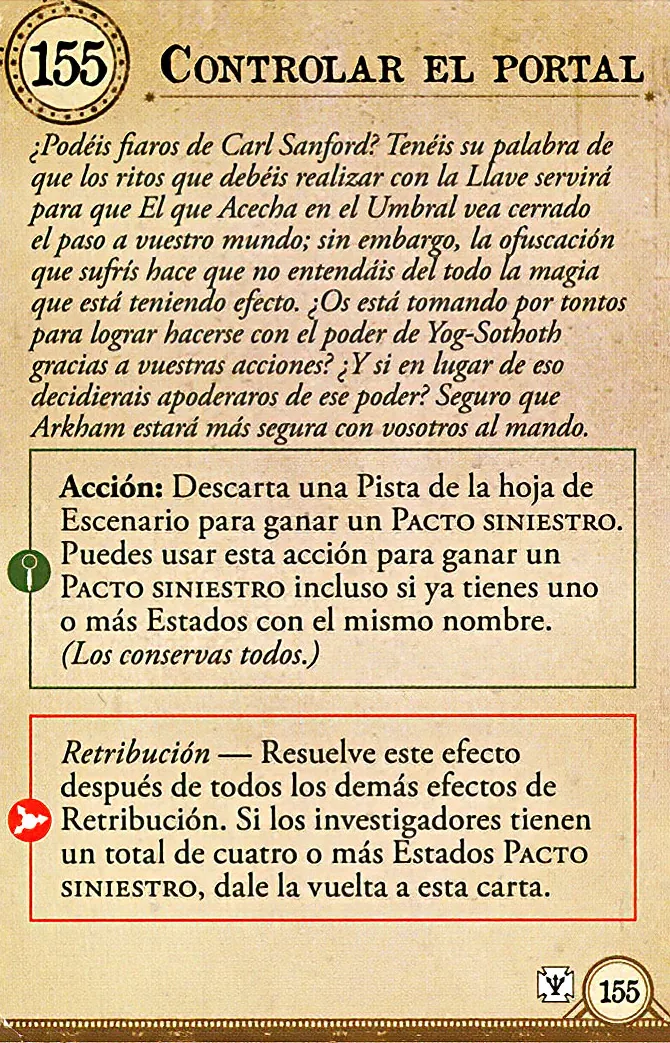 155
CONTROLAR EL PORTAL
¿Podéis fiaros de Carl Sanford? Tenéis su palabra de
que los ritos que debéis realizar con la Llave servirá
para que El que Acecha en el Umbral vea cerrado
el paso a vuestro mundo; sin embargo, la ofuscación
que sufrís hace que no entendáis del todo la magia
que está teniendo efecto. ¿Os está tomando por tontos
para lograr hacerse con el poder de Yog-Sothoth
gracias a vuestras acciones? ¿Y si en lugar de eso
decidierais apoderaros de ese poder? Seguro que
Arkham estará más segura con vosotros al mando.
Acción: Descarta una Pista de la hoja de
Escenario para ganar un PACTO SINIESTRO.
Puedes usar esta acción para ganar un
PACTO SINIESTRO incluso si ya tienes uno
o más Estados con el mismo nombre.
(Los conservas todos.)
Retribución — Resuelve este efecto
después de todos los demás efectos de
Retribución. Si los investigadores tienen
un total de cuatro o más Estados PACTO
SINIESTRO, dale la vuelta a esta carta.
155